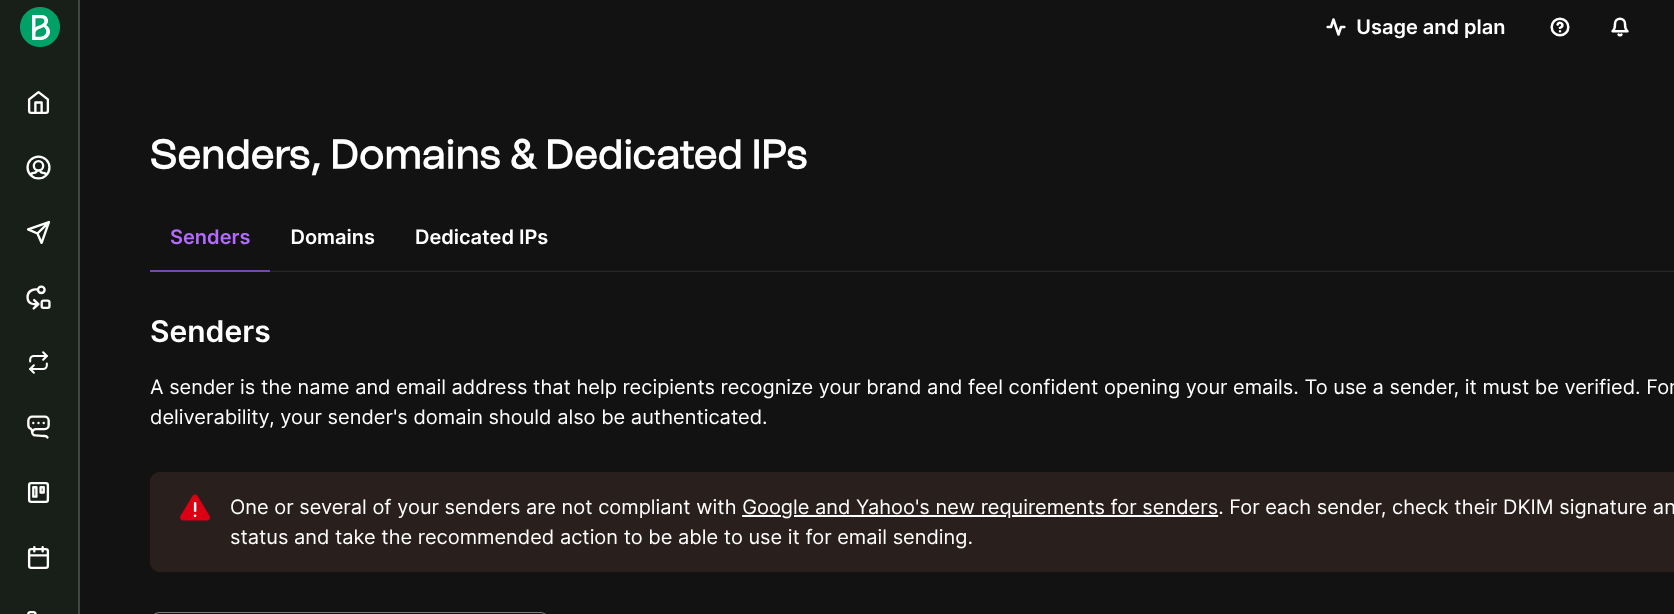 B
Usage and plan
Senders, Domains & Dedicated IPs
Senders Domains Dedicated IPs
Senders
A sender is the name and email address that help recipients recognize your brand and feel confident opening your emails. To use a sender, it must be verified. For
deliverability, your sender's domain should also be authenticated.
One or several of your senders are not compliant with Google and Yahoo's new requirements for senders. For each sender, check their DKIM signature
status and take the recommended action to be able to use it for email sending.